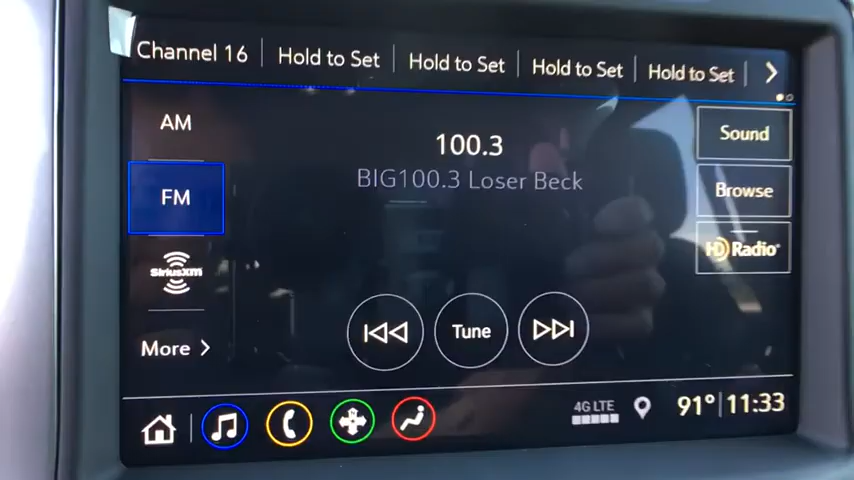 Channel 16 Hold to Set Hold to Set Hold to Set Hold to Set
AM
100.3
Sound
BIG100.3 Loser Beck
FM
Browse
SiriusXM
HD Radio
More
Tune
4G LTE
91° 11:33